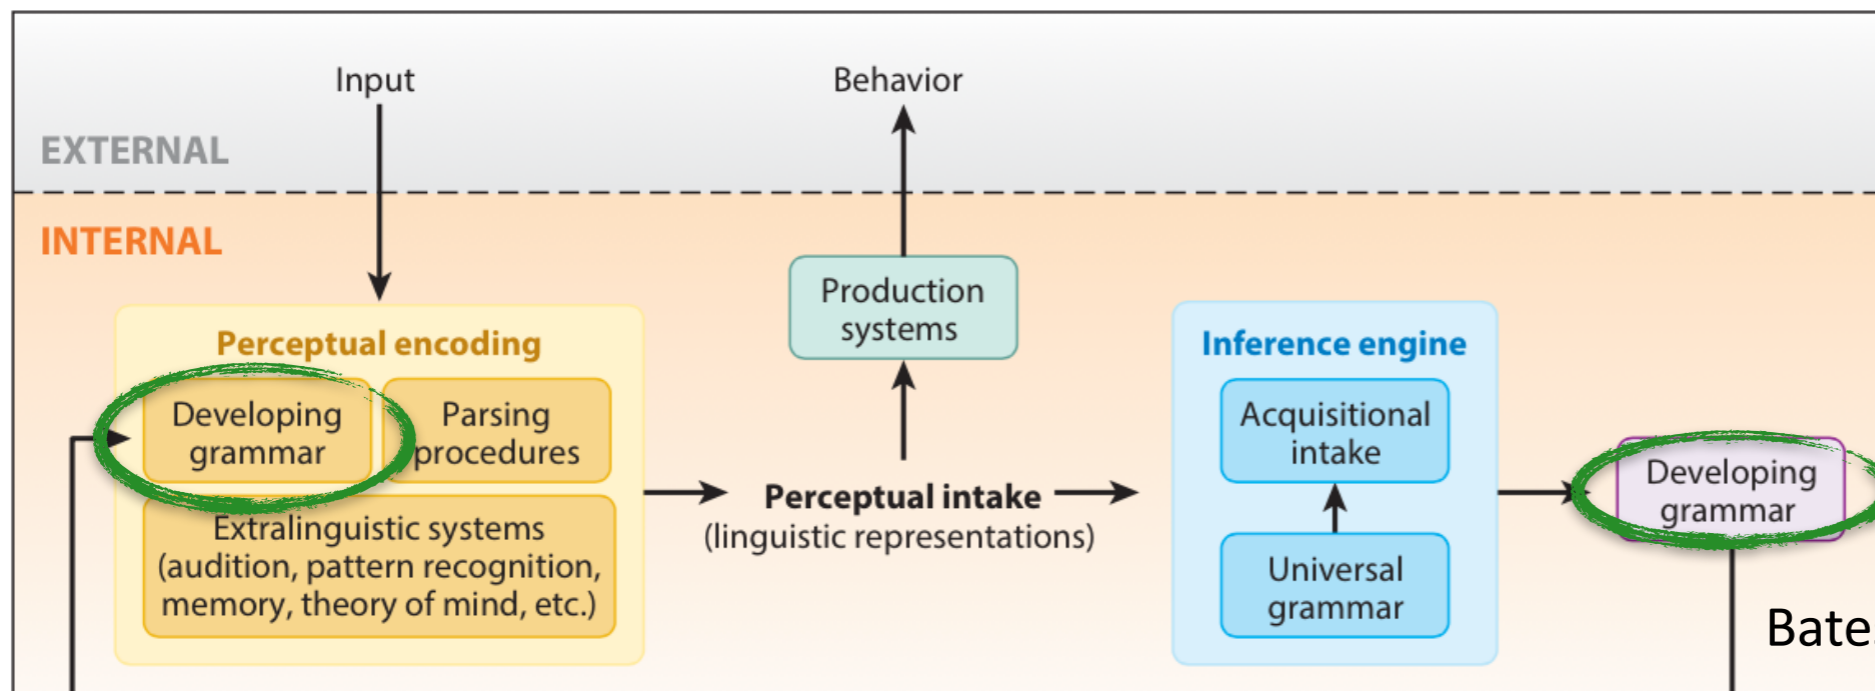 Input
Behavior
EXTERNAL
INTERNAL
Perceptual encoding
Developing
grammar
Parsing
procedures
Extralinguistic systems
(audition, pattern recognition,
memory, theory of mind, etc.)
Production
systems
Perceptual intake
(linguistic representations)
Inference engine
Acquisitional
intake
Universal
grammar
Developing
grammar